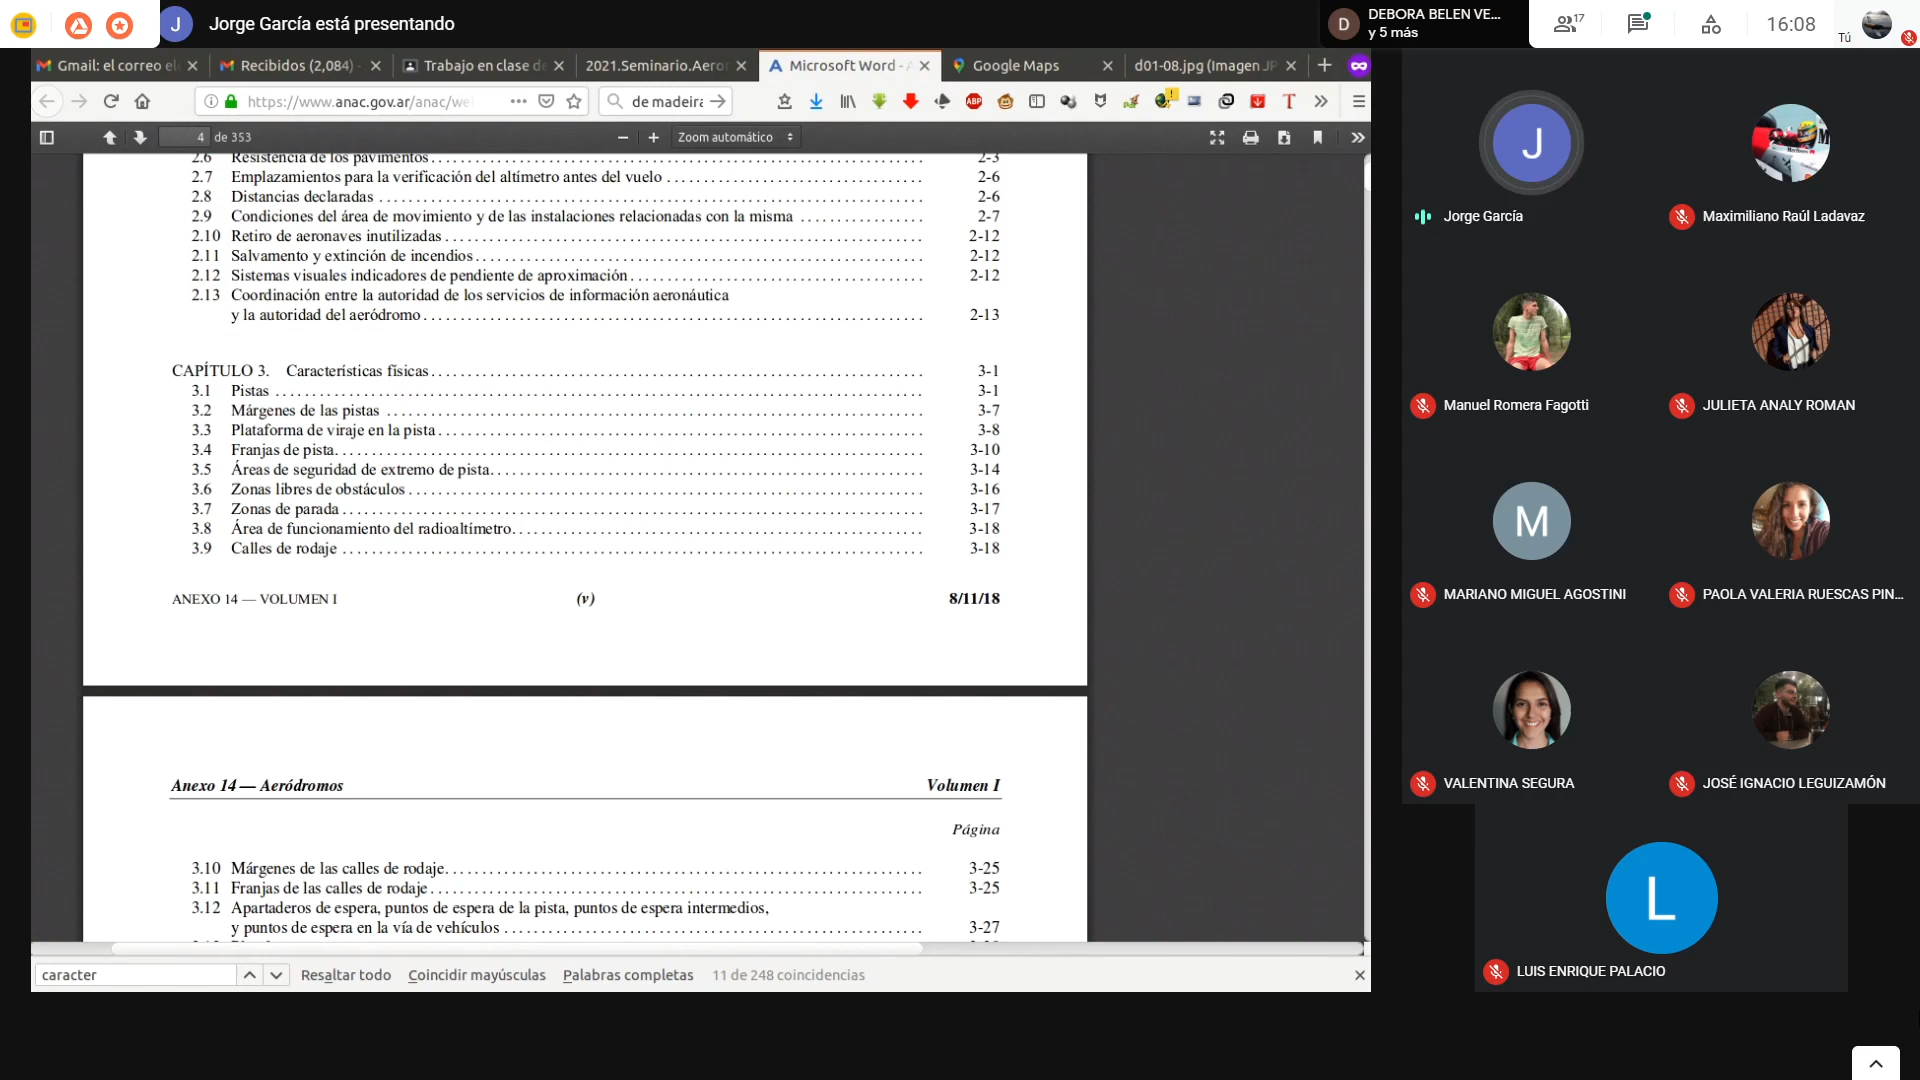 J Jorge García está presentando
D DEBORA BELEN VE...
y 5 más
17
16:08
Tú
Gmail: el correo el
Recibidos (2,084) -
Trabajo en clase de
2021.Seminario.Aero
Microsoft Word - A
Google Maps
d01-08.jpg (Imagen JP
https://www.anac.gov.ar/anac/we
de madera
ABP
4 de 353
Zoom automático
2.6 Resistencia de los pavimentos 2-3
2.7 Emplazamientos para la verificación del altímetro antes del vuelo 2-6
2.8 Distancias declaradas 2-6
2.9 Condiciones del área de movimiento y de las instalaciones relacionadas con la misma 2-7
2.10 Retiro de aeronaves inutilizadas 2-12
2.11 Salvamento y extinción de incendios 2-12
2.12 Sistemas visuales indicadores de pendiente de aproximación 2-12
2.13 Coordinación entre la autoridad de los servicios de información aeronáutica
y la autoridad del aeródromo 2-13
CAPÍTULO 3. Características físicas 3-1
3.1 Pistas 3-1
3.2 Márgenes de las pistas 3-7
3.3 Plataforma de viraje en la pista 3-8
3.4 Franjas de pista 3-10
3.5 Áreas de seguridad de extremo de pista 3-14
3.6 Zonas libres de obstáculos 3-16
3.7 Zonas de parada 3-17
3.8 Área de funcionamiento del radioaltímetro 3-18
3.9 Calles de rodaje 3-18
ANEXO 14 — VOLUMEN I (v) 8/11/18
Anexo 14 — Aeródromos Volumen I
Página
3.10 Márgenes de las calles de rodaje 3-25
3.11 Franjas de las calles de rodaje 3-25
3.12 Apartaderos de espera, puntos de espera de la pista, puntos de espera intermedios,
y puntos de espera en la vía de vehículos 3-27
caracter
Resaltar todo
Coincidir mayúsculas
Palabras completas
11 de 248 coincidencias
J
Jorge García
Maximiliano Raúl Ladavaz
Manuel Romera Fagotti
JULIETA ANALY ROMAN
M
MARIANO MIGUEL AGOSTINI
PAOLA VALERIA RUESCAS PIN...
VALENTINA SEGURA
JOSÉ IGNACIO LEGUIZAMÓN
L
LUIS ENRIQUE PALACIO